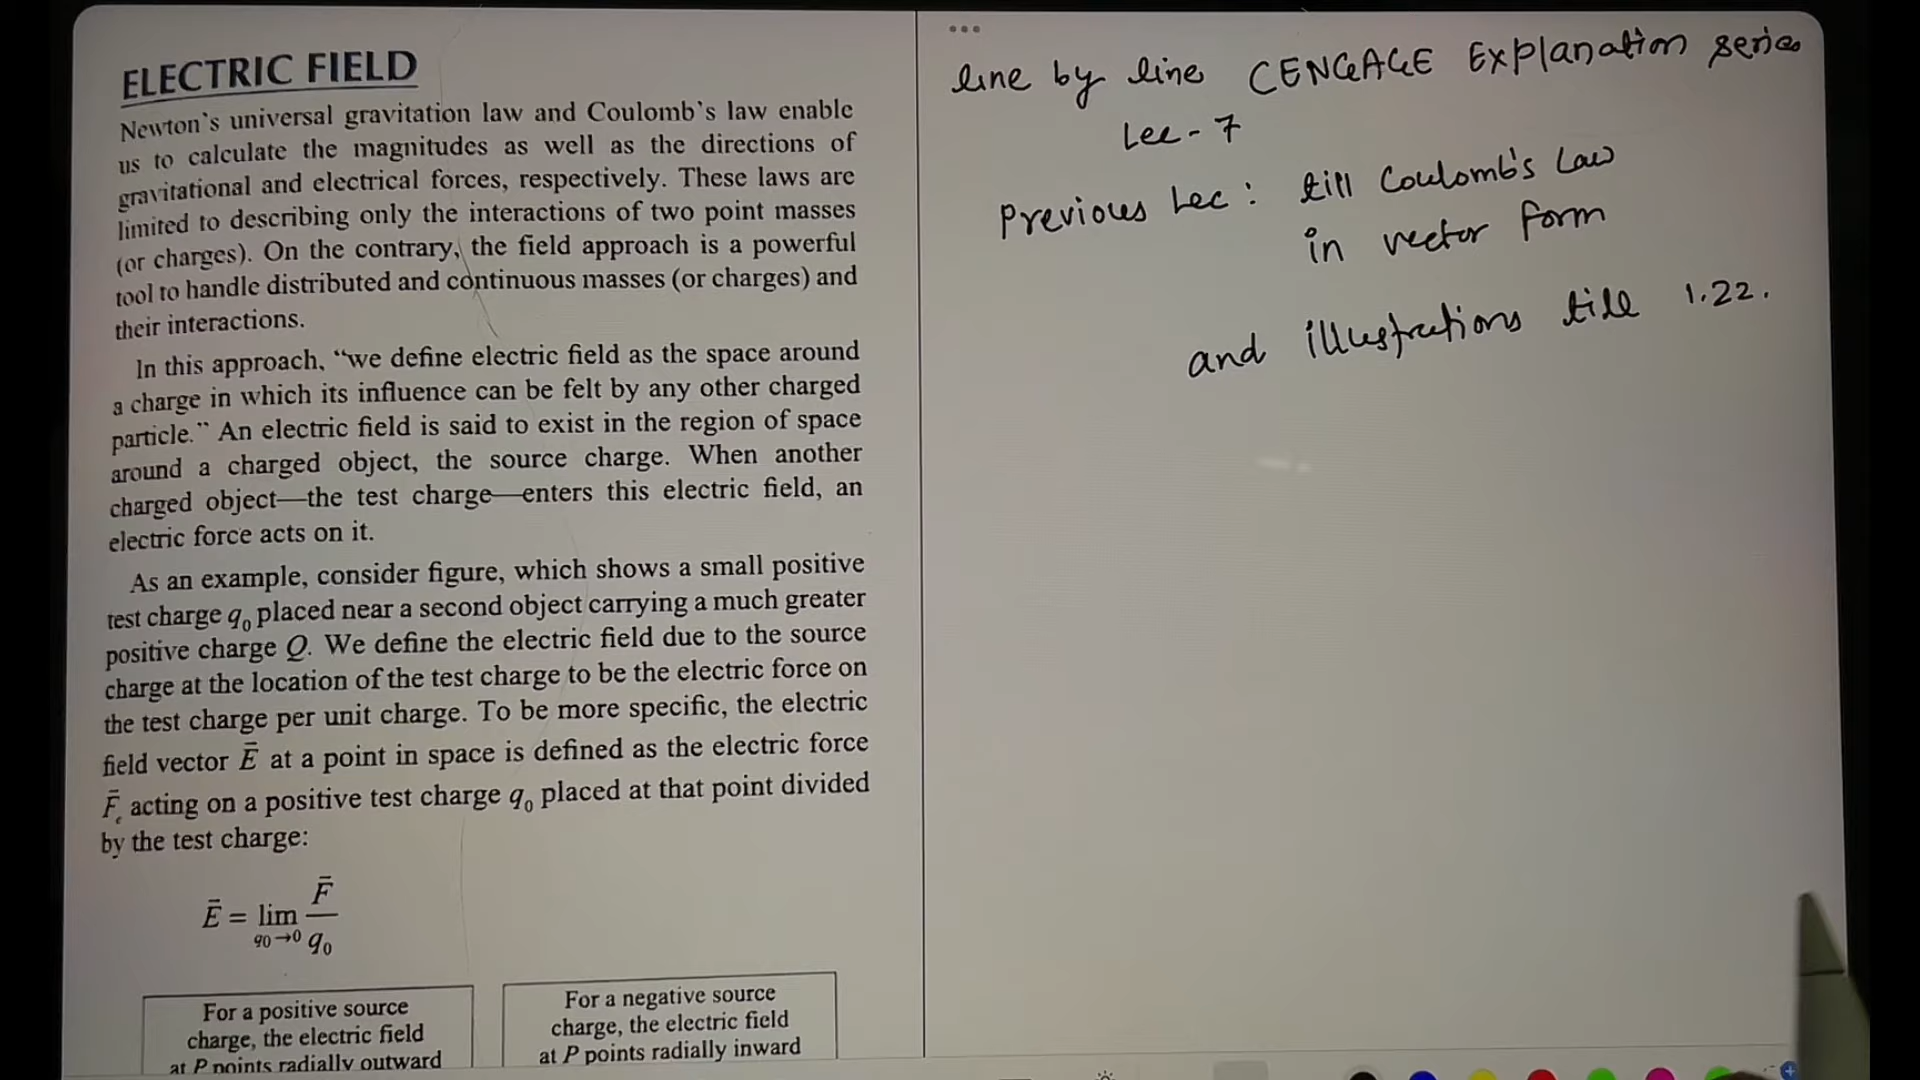 ELECTRIC FIELD
Newton's universal gravitation law and Coulomb's law enable
us to calculate the magnitudes as well as the directions of
gravitational and electrical forces, respectively. These laws are
limited to describing only the interactions of two point masses
(or charges). On the contrary, the field approach is a powerful
tool to handle distributed and continuous masses (or charges) and
their interactions.
In this approach, “we define electric field as the space around
a charge in which its influence can be felt by any other charged
particle.” An electric field is said to exist in the region of space
around a charged object, the source charge. When another
charged object—the test charge—enters this electric field, an
electric force acts on it.
As an example, consider figure, which shows a small positive
test charge q₀ placed near a second object carrying a much greater
positive charge Q. We define the electric field due to the source
charge at the location of the test charge to be the electric force on
the test charge per unit charge. To be more specific, the electric
field vector E̅ at a point in space is defined as the electric force
F̅ₑ acting on a positive test charge q₀ placed at that point divided
by the test charge:
E̅ = lim q₀→0 F̅/q₀
For a positive source
charge, the electric field
at P points radially outward
For a negative source
charge, the electric field
at P points radially inward
line by line CENGAGE Explanation series
Lec - 7
Previous Lec : till Coulomb's Law
in vector form
and illustrations till 1.22.